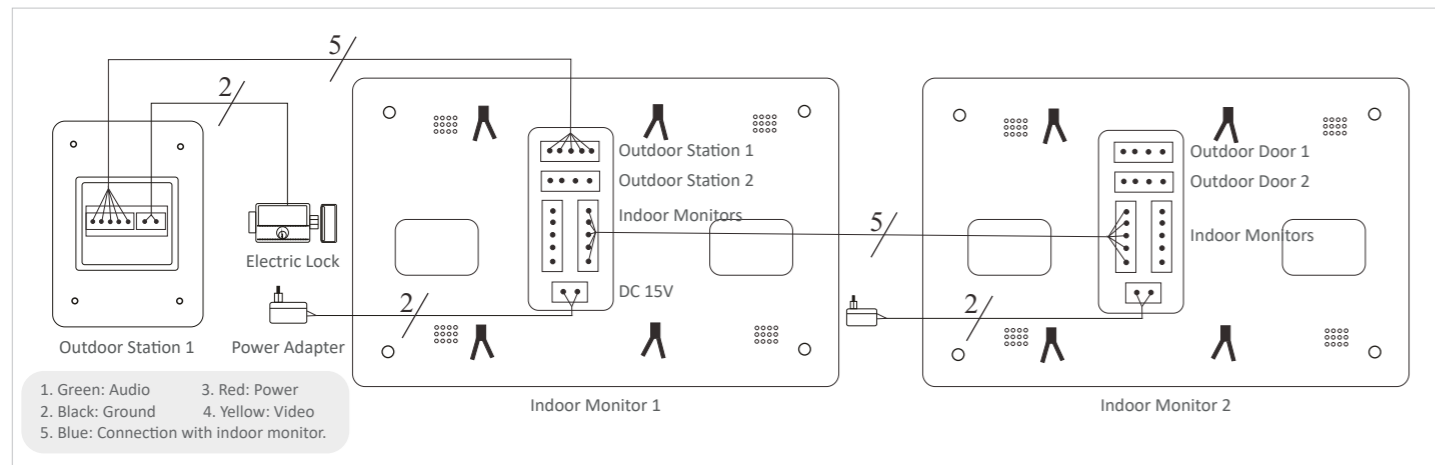 5
2
Outdoor Station 1
Outdoor Door 1
Outdoor Station 2
Outdoor Door 2
Indoor Monitors
5
Indoor Monitors
Electric Lock
DC 15V
2
2
Outdoor Station 1
Power Adapter
1. Green: Audio
3. Red: Power
2. Black: Ground
4. Yellow: Video
5. Blue: Connection with indoor monitor.
Indoor Monitor 1
Indoor Monitor 2